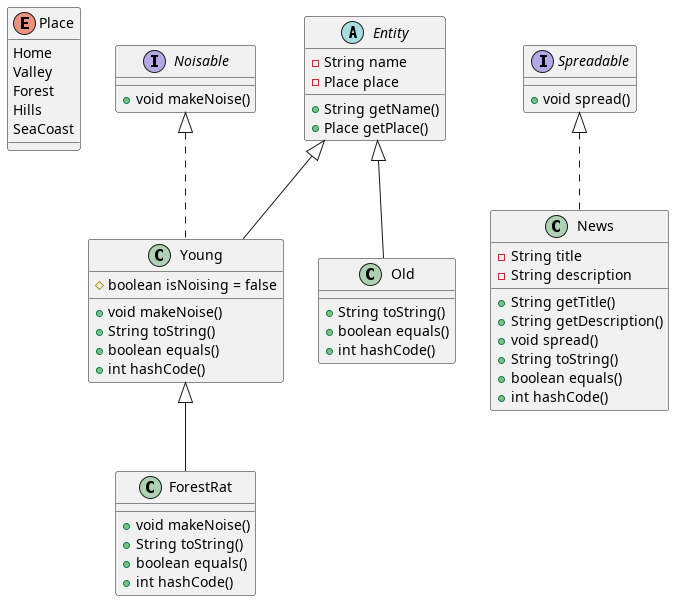 E Place
Home
Valley
Forest
Hills
SeaCoast
I Noisable
void makeNoise()
A Entity
String name
Place place
String getName()
Place getPlace()
I Spreadable
void spread()
C Young
boolean isNoising = false
void makeNoise()
String toString()
boolean equals()
int hashCode()
C Old
String toString()
boolean equals()
int hashCode()
C News
String title
String description
String getTitle()
String getDescription()
void spread()
String toString()
boolean equals()
int hashCode()
C ForestRat
void makeNoise()
String toString()
boolean equals()
int hashCode()